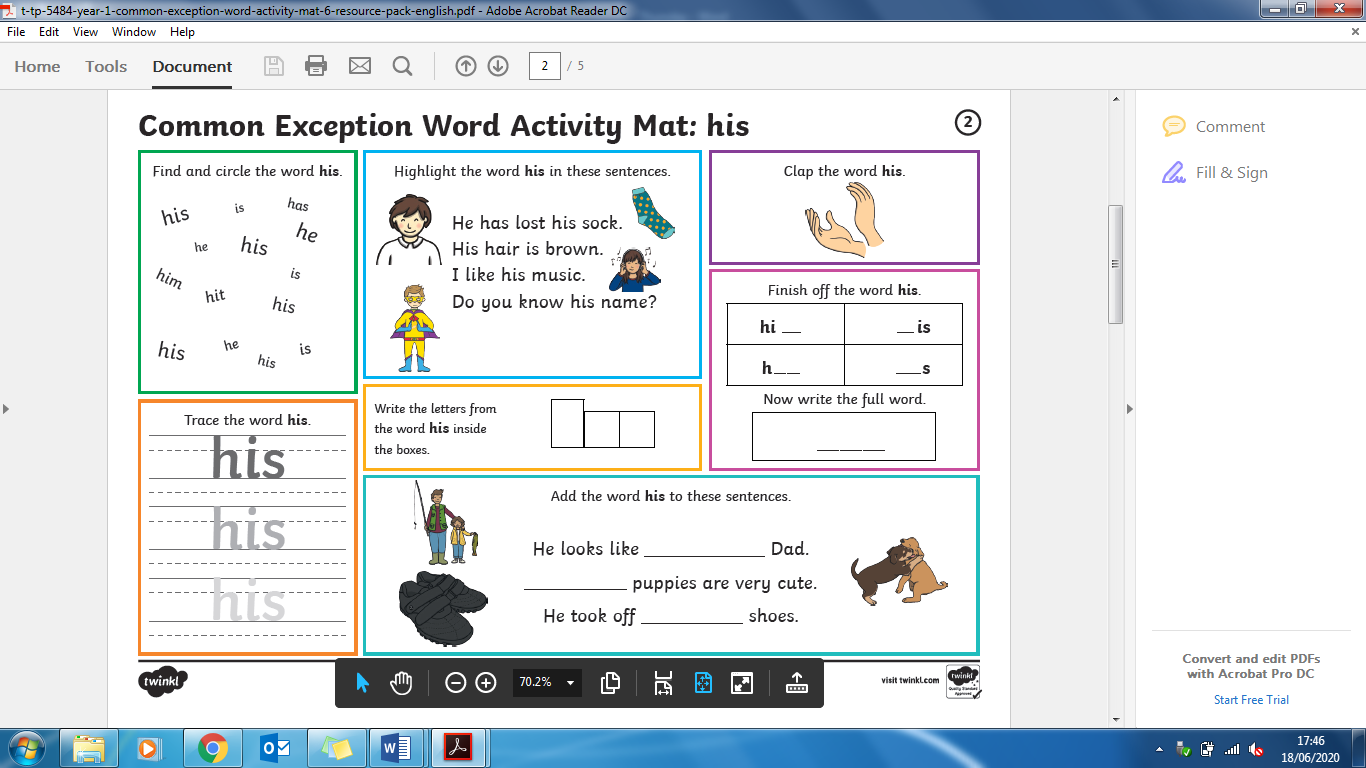 t-tp-5484-year-1-common-exception-word-activity-mat-6-resource-pack-english.pdf - Adobe Acrobat Reader DC
File Edit View Window Help
Home Tools Document 2 / 5
Comment
Fill & Sign
Common Exception Word Activity Mat: his
2
Find and circle the word his.
his is has
he his he
him is
hit his
his he his is
Highlight the word his in these sentences.
He has lost his sock.
His hair is brown.
I like his music.
Do you know his name?
Clap the word his.
Finish off the word his.
hi __ __is
h__ __ __ __s
Now write the full word.
______
Trace the word his.
his
his
his
Write the letters from
the word his inside
the boxes.
Add the word his to these sentences.
He looks like ____________ Dad.
__________ puppies are very cute.
He took off __________ shoes.
twinkl
visit twinkl.com
twinkl
Quality Standard
Approved
70.2%
Convert and edit PDFs
with Acrobat Pro DC
Start Free Trial
17:46
18/06/2020